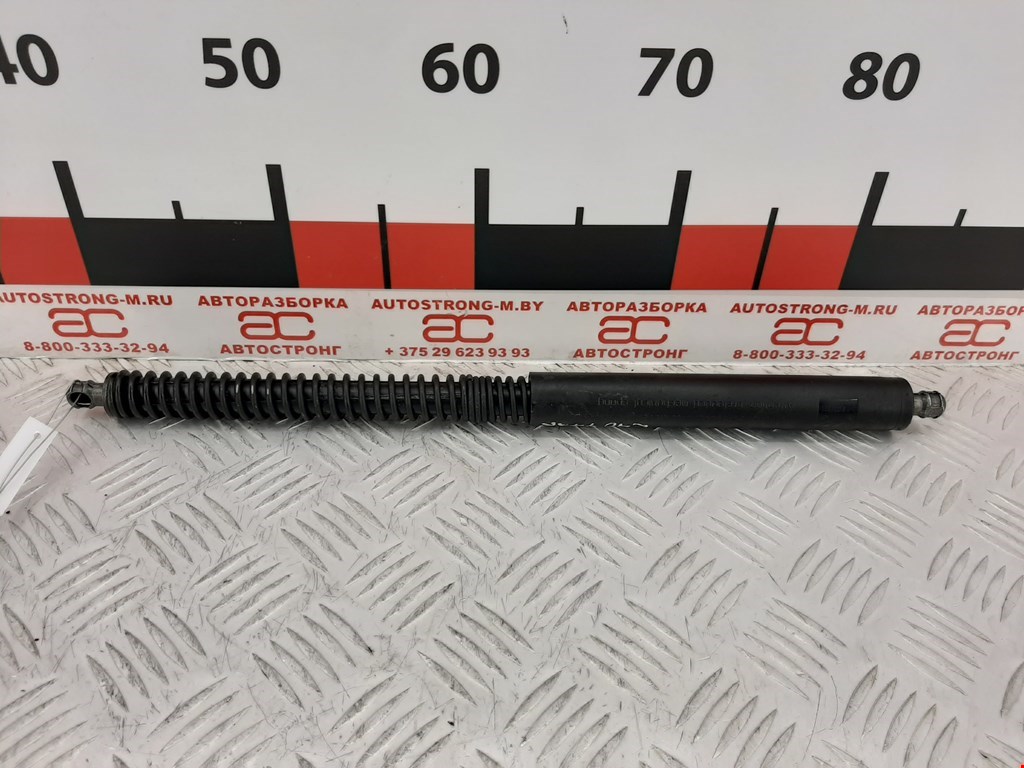 40 50 60 70 80
AUTOSTRONG-M.RU АВТОРАЗБОРКА AUTOSTRONG-M.BY АВТОРАЗБОРКА AUTOSTRONG-M.RU АВТОРАЗБОР
ac ac ac ac ac ac
8-800-333-32-94 АВТОСТРОНГ + 375 29 623 93 93 АВТОСТРОНГ 8-800-333-32-94 АВТОСТРОНГ